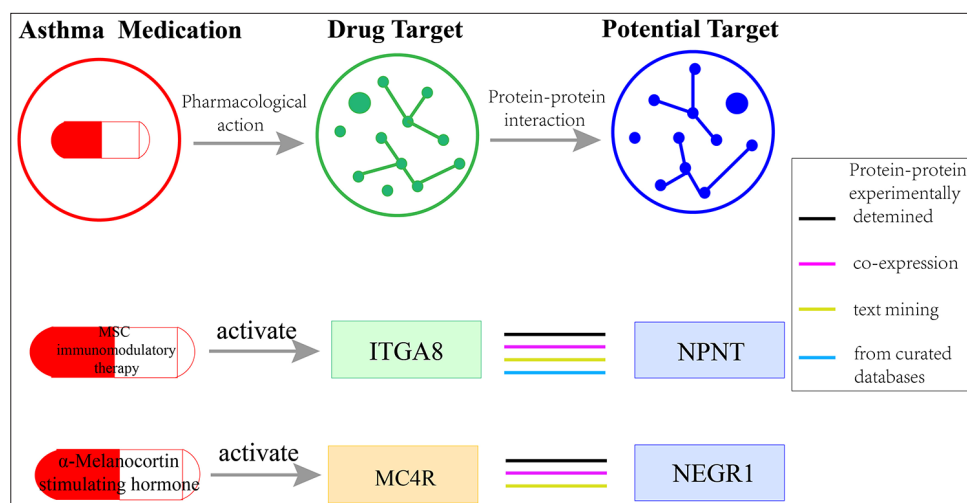 Asthma Medication
Drug Target
Potential Target
Pharmacological
action
Protein-protein
interaction
Protein-protein
experimentally
detemined
co-expression
text mining
from curated
databases
MSC
immunomodulatory
therapy
activate
ITGA8
NPNT
α-Melanocortin
stimulating hormone
activate
MC4R
NEGR1